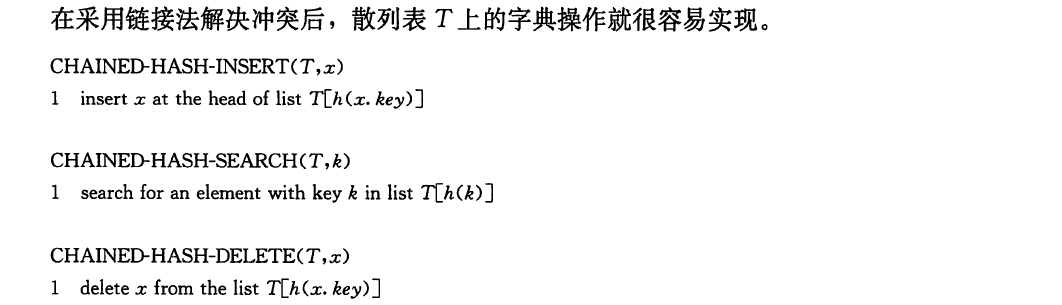 在采用链接法解决冲突后，散列表 T 上的字典操作就很容易实现。
CHAINED-HASH-INSERT(T,x)
1 insert x at the head of list T[h(x.key)]
CHAINED-HASH-SEARCH(T,k)
1 search for an element with key k in list T[h(k)]
CHAINED-HASH-DELETE(T,x)
1 delete x from the list T[h(x.key)]